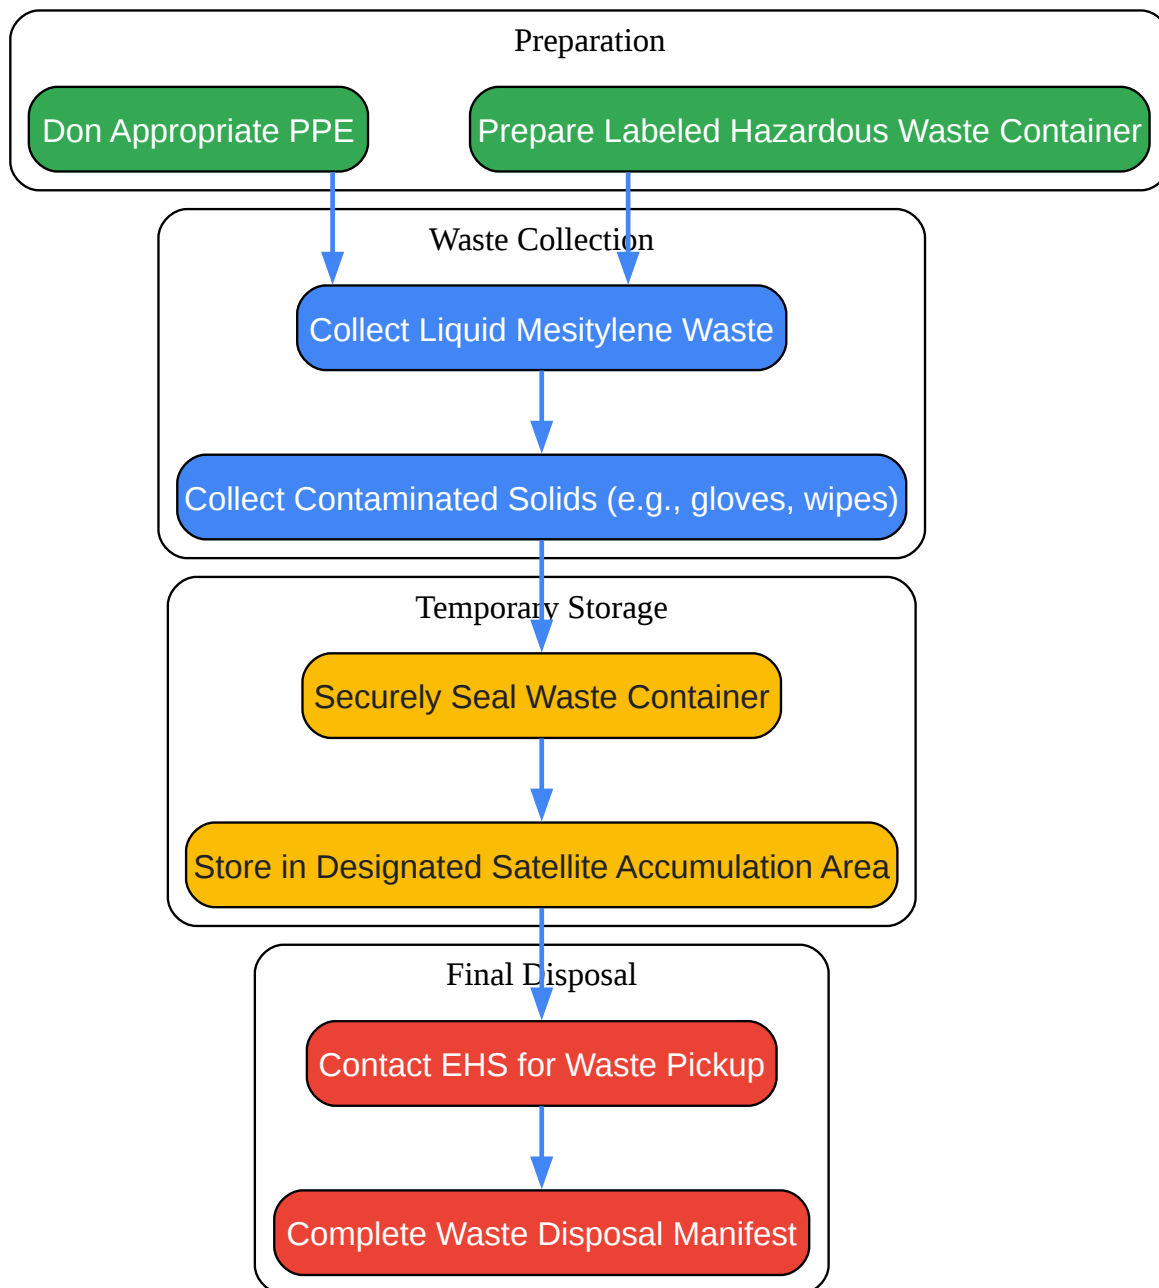 Preparation
Don Appropriate PPE
Prepare Labeled Hazardous Waste Container
Waste Collection
Collect Liquid Mesitylene Waste
Collect Contaminated Solids (e.g., gloves, wipes)
Temporary Storage
Securely Seal Waste Container
Store in Designated Satellite Accumulation Area
Final Disposal
Contact EHS for Waste Pickup
Complete Waste Disposal Manifest